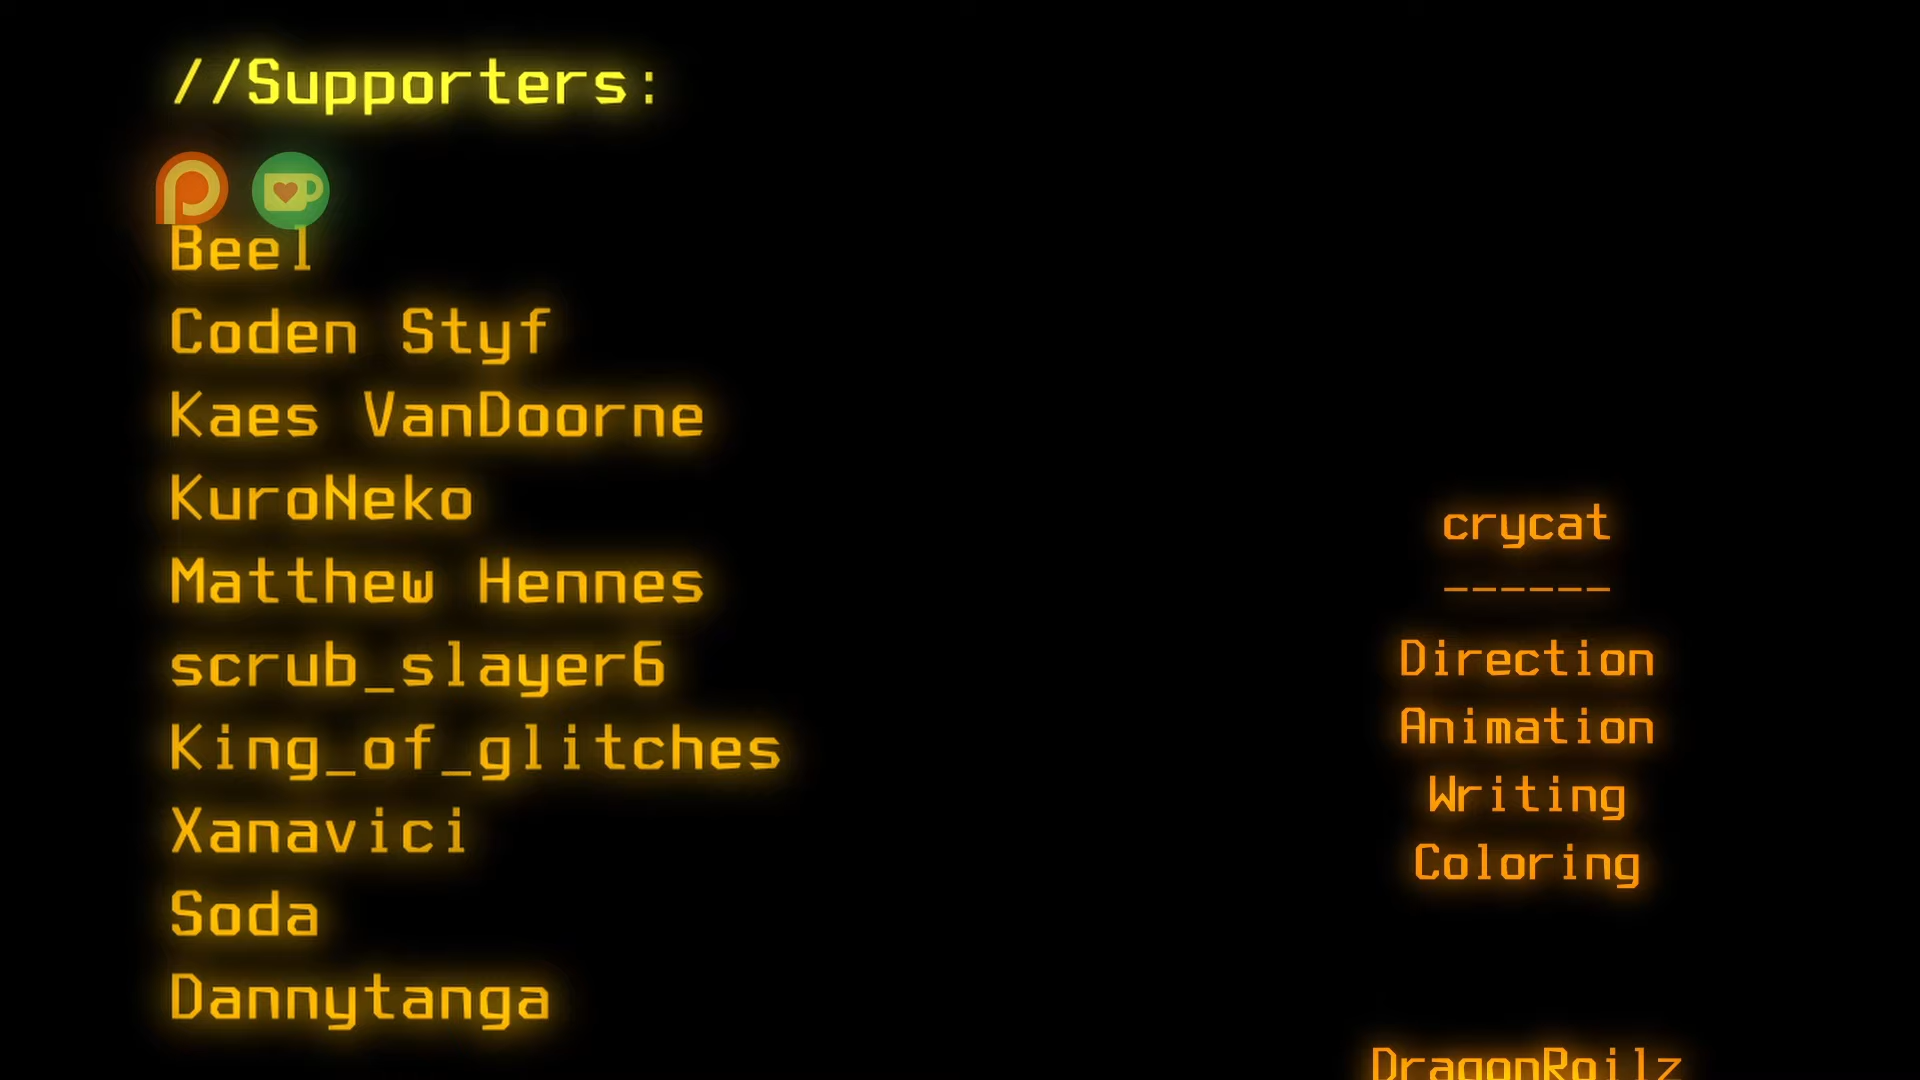 //Supporters:
Beel
Coden Styf
Kaes VanDoorne
KuroNeko
Matthew Hennes
scrub_slayer6
King_of_glitches
Xanavici
Soda
Dannytanga
crycat
------
Direction
Animation
Writing
Coloring
DragonRoilz